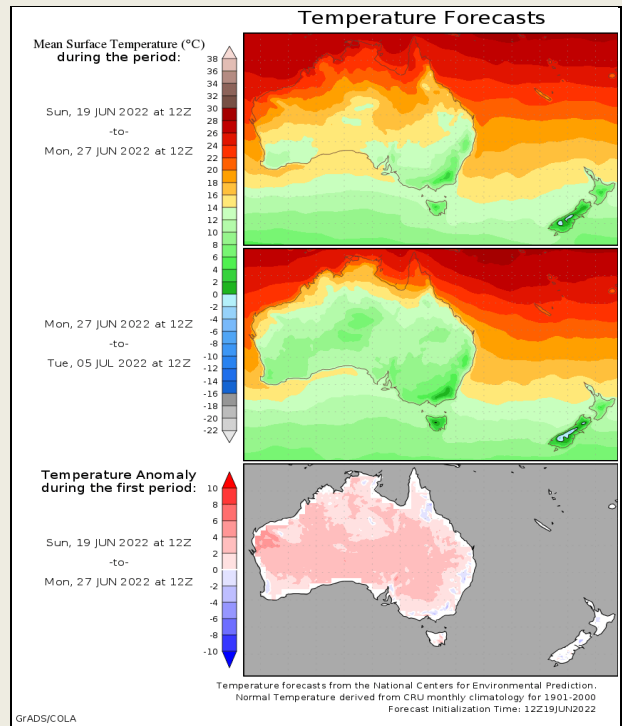 Temperature Forecasts
Mean Surface Temperature (°C)
during the period:
38
36
34
32
30
28
26
24
22
20
18
16
14
12
10
8
6
4
2
0
-2
-4
-6
-8
-10
-12
-14
-16
-18
-20
-22
Sun, 19 JUN 2022 at 12Z
-to-
Mon, 27 JUN 2022 at 12Z
Mon, 27 JUN 2022 at 12Z
-to-
Tue, 05 JUL 2022 at 12Z
Temperature Anomaly
during the first period:
10
8
6
4
2
0
-2
-4
-6
-8
-10
Sun, 19 JUN 2022 at 12Z
-to-
Mon, 27 JUN 2022 at 12Z
Temperature forecasts from the National Centers for Environmental Prediction.
Normal Temperature derived from CRU monthly climatology for 1901-2000
Forecast Initialization Time: 12Z19JUN2022
GrADS/COLA